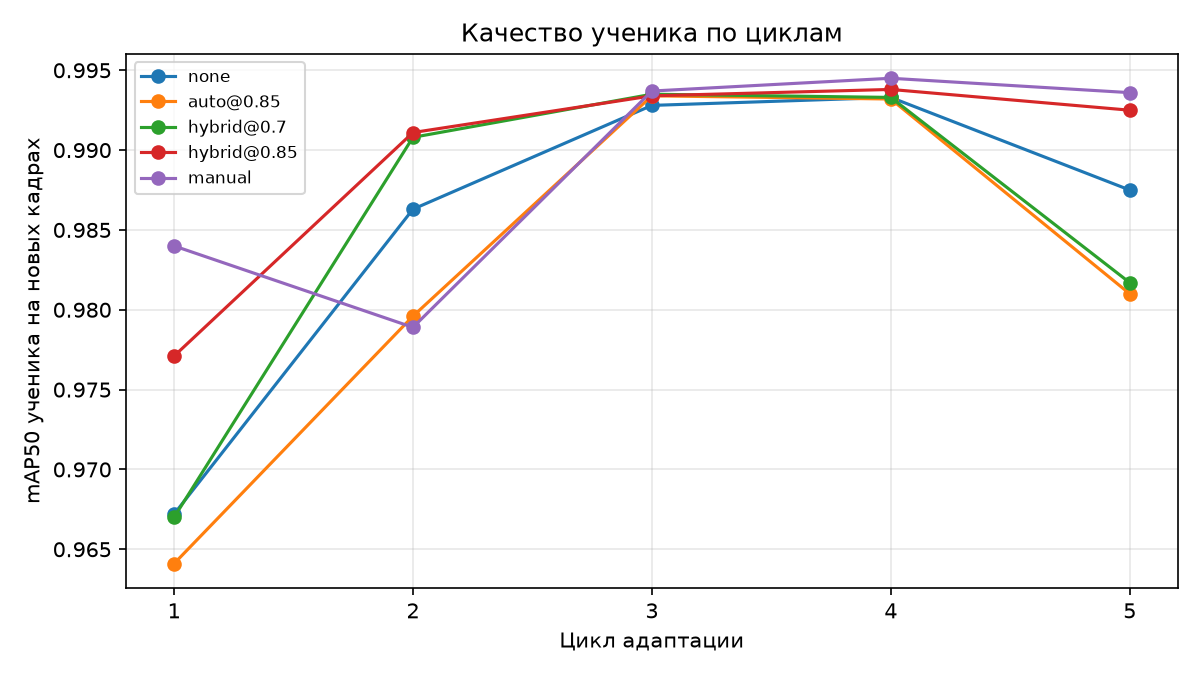 Качество ученика по циклам
none
auto@0.85
hybrid@0.7
hybrid@0.85
manual
mAP50 ученика на новых кадрах
0.995
0.990
0.985
0.980
0.975
0.970
0.965
1 2 3 4 5
Цикл адаптации